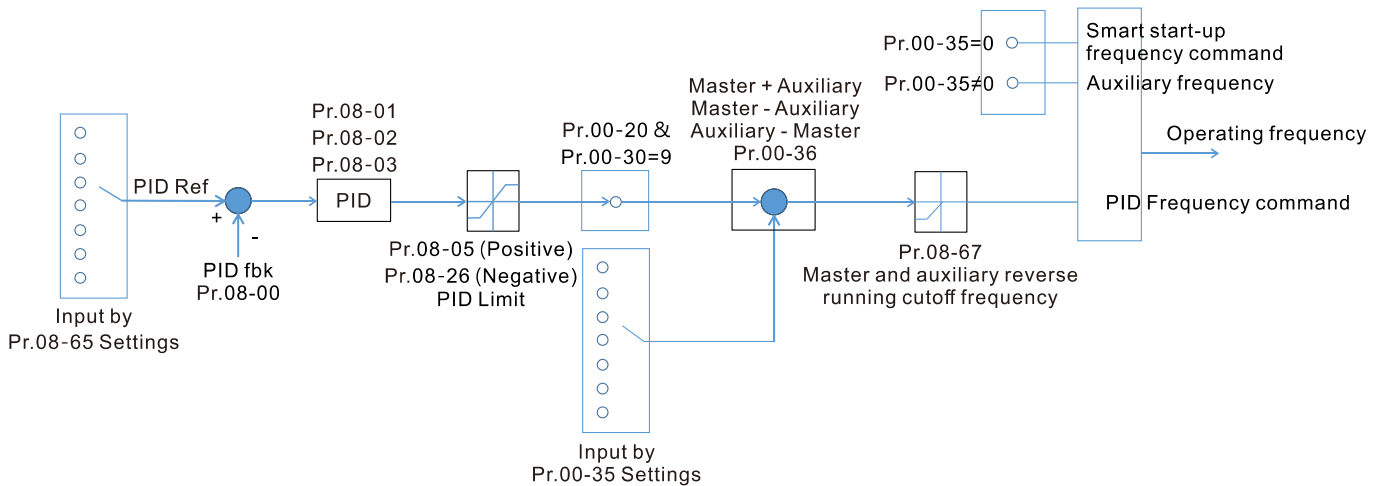 Pr.00-35=0
Smart start-up
frequency command
Pr.00-35≠0
Auxiliary frequency
Operating frequency
PID Frequency command
Master + Auxiliary
Master - Auxiliary
Auxiliary - Master
Pr.00-36
Pr.08-01
Pr.08-02
Pr.08-03
Pr.00-20 &
Pr.00-30=9
PID Ref
PID
+
-
PID fbk
Pr.08-00
Pr.08-05 (Positive)
Pr.08-26 (Negative)
PID Limit
Pr.08-67
Master and auxiliary reverse
running cutoff frequency
Input by
Pr.08-65 Settings
Input by
Pr.00-35 Settings